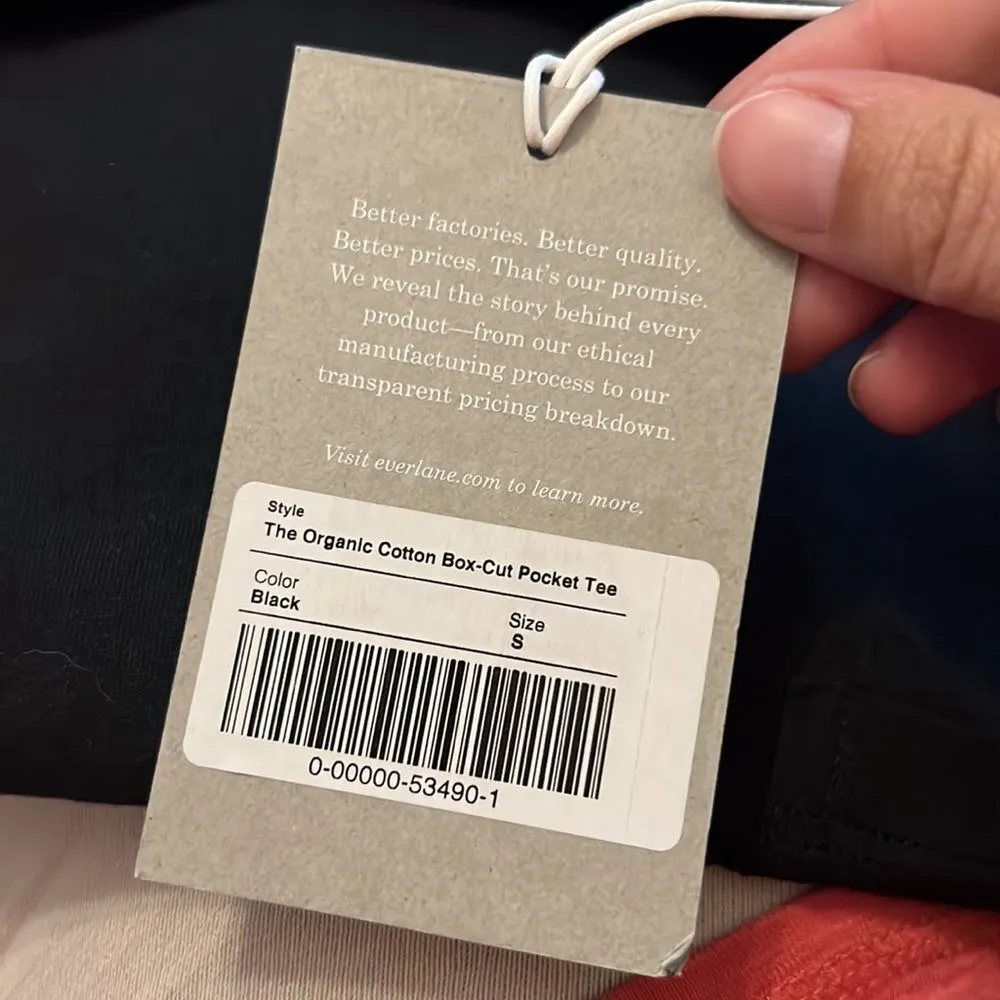 Better factories. Better quality.
Better prices. That's our promise.
We reveal the story behind every
product—from our ethical
manufacturing process to our
transparent pricing breakdown.
Visit everlane.com to learn more.
Style
The Organic Cotton Box-Cut Pocket Tee
Color
Black
Size
S
0-00000-53490-1